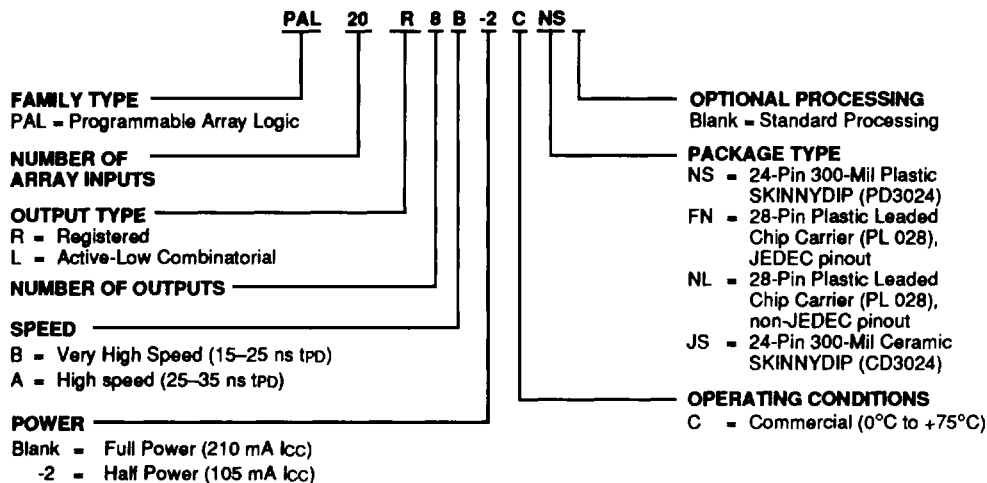 PAL 20 R 8 B -2 C NS
FAMILY TYPE
PAL = Programmable Array Logic
NUMBER OF
ARRAY INPUTS
OUTPUT TYPE
R = Registered
L = Active-Low Combinatorial
NUMBER OF OUTPUTS
SPEED
B = Very High Speed (15–25 ns tPD)
A = High speed (25–35 ns tPD)
POWER
Blank = Full Power (210 mA ICC)
-2 = Half Power (105 mA ICC)
OPTIONAL PROCESSING
Blank = Standard Processing
PACKAGE TYPE
NS = 24-Pin 300-Mil Plastic
SKINNYDIP (PD3024)
FN = 28-Pin Plastic Leaded
Chip Carrier (PL 028),
JEDEC pinout
NL = 28-Pin Plastic Leaded
Chip Carrier (PL 028),
non-JEDEC pinout
JS = 24-Pin 300-Mil Ceramic
SKINNYDIP (CD3024)
OPERATING CONDITIONS
C = Commercial (0°C to +75°C)